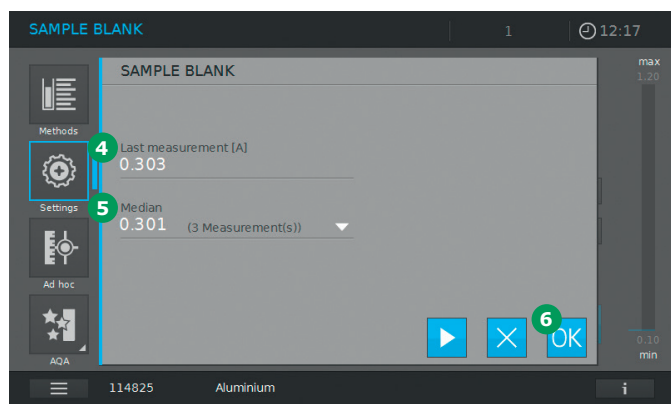 SAMPLE BLANK 1 12:17
SAMPLE BLANK
max
1.20
Methods
4 Last measurement [A]
0.303
Settings
5 Median
0.301 (3 Measurement(s))
Ad hoc
6
OK
0.10
min
AQA
114825 Aluminium i